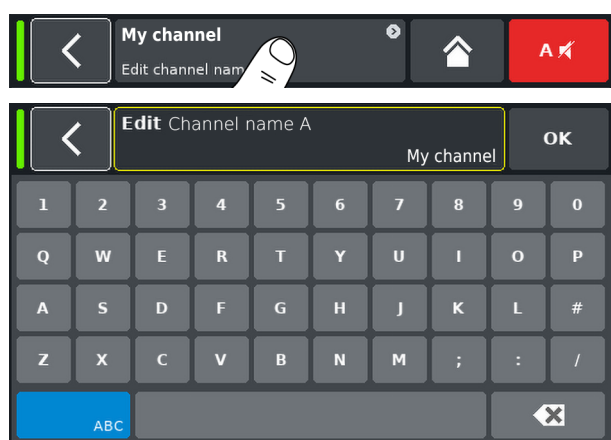 My channel
Edit channel nam
A
Edit Channel name A
My channel
OK
1 2 3 4 5 6 7 8 9 0
Q W E R T Y U I O P
A S D F G H J K L #
Z X C V B N M ; : /
ABC